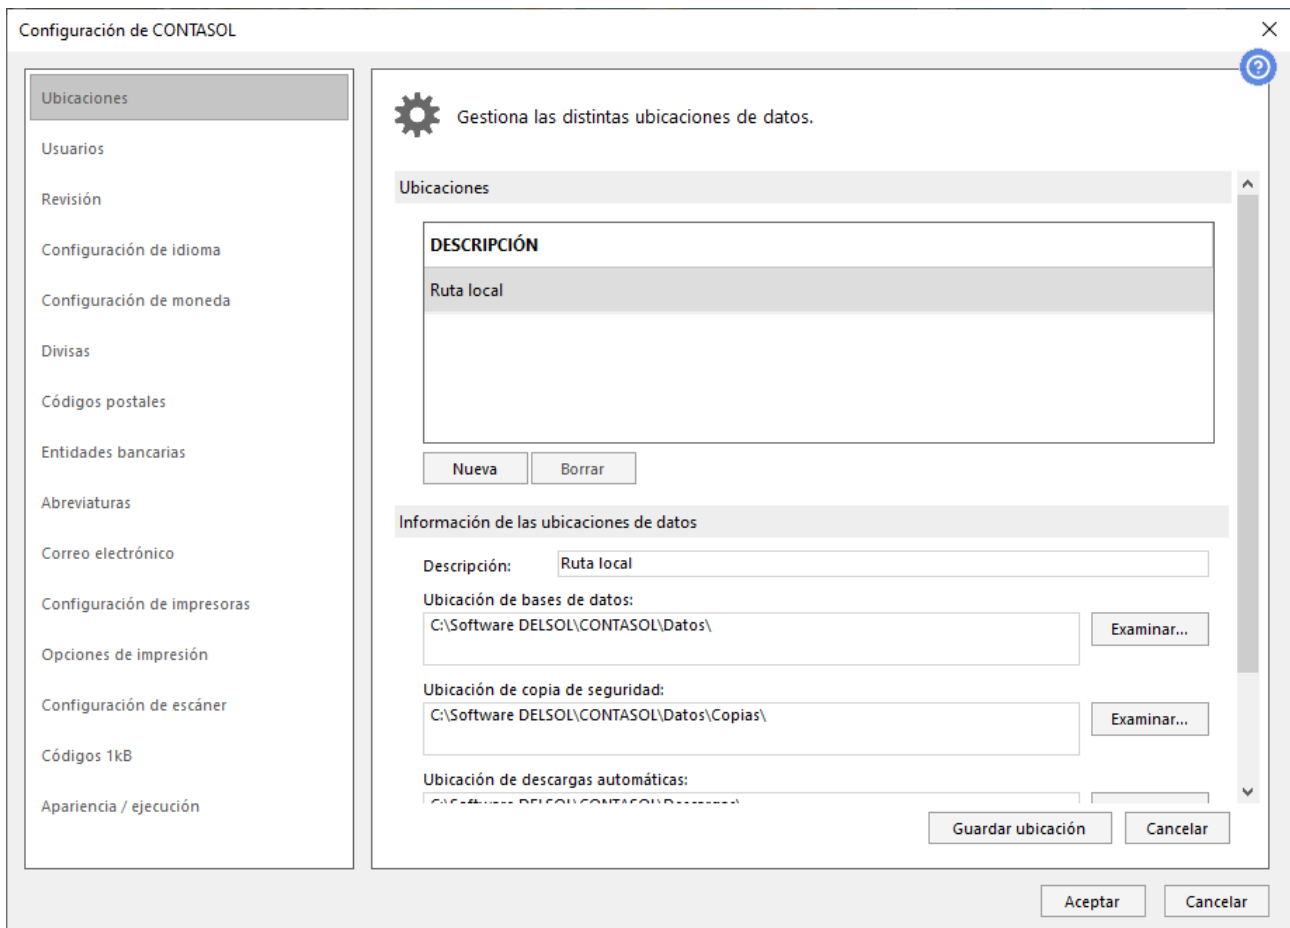 Configuración de CONTASOL
Ubicaciones
Usuarios
Revisión
Configuración de idioma
Configuración de moneda
Divisas
Códigos postales
Entidades bancarias
Abreviaturas
Correo electrónico
Configuración de impresoras
Opciones de impresión
Configuración de escáner
Códigos 1kB
Apariencia / ejecución
Gestiona las distintas ubicaciones de datos.
Ubicaciones
DESCRIPCIÓN
Ruta local
Nueva Borrar
Información de las ubicaciones de datos
Descripción: Ruta local
Ubicación de bases de datos:
C:\Software DELSOL\CONTASOL\Datos\ Examinar...
Ubicación de copia de seguridad:
C:\Software DELSOL\CONTASOL\Datos\Copias\ Examinar...
Ubicación de descargas automáticas:
C:\Software DELSOL\CONTASOL\Descargas\
Guardar ubicación Cancelar
Aceptar Cancelar